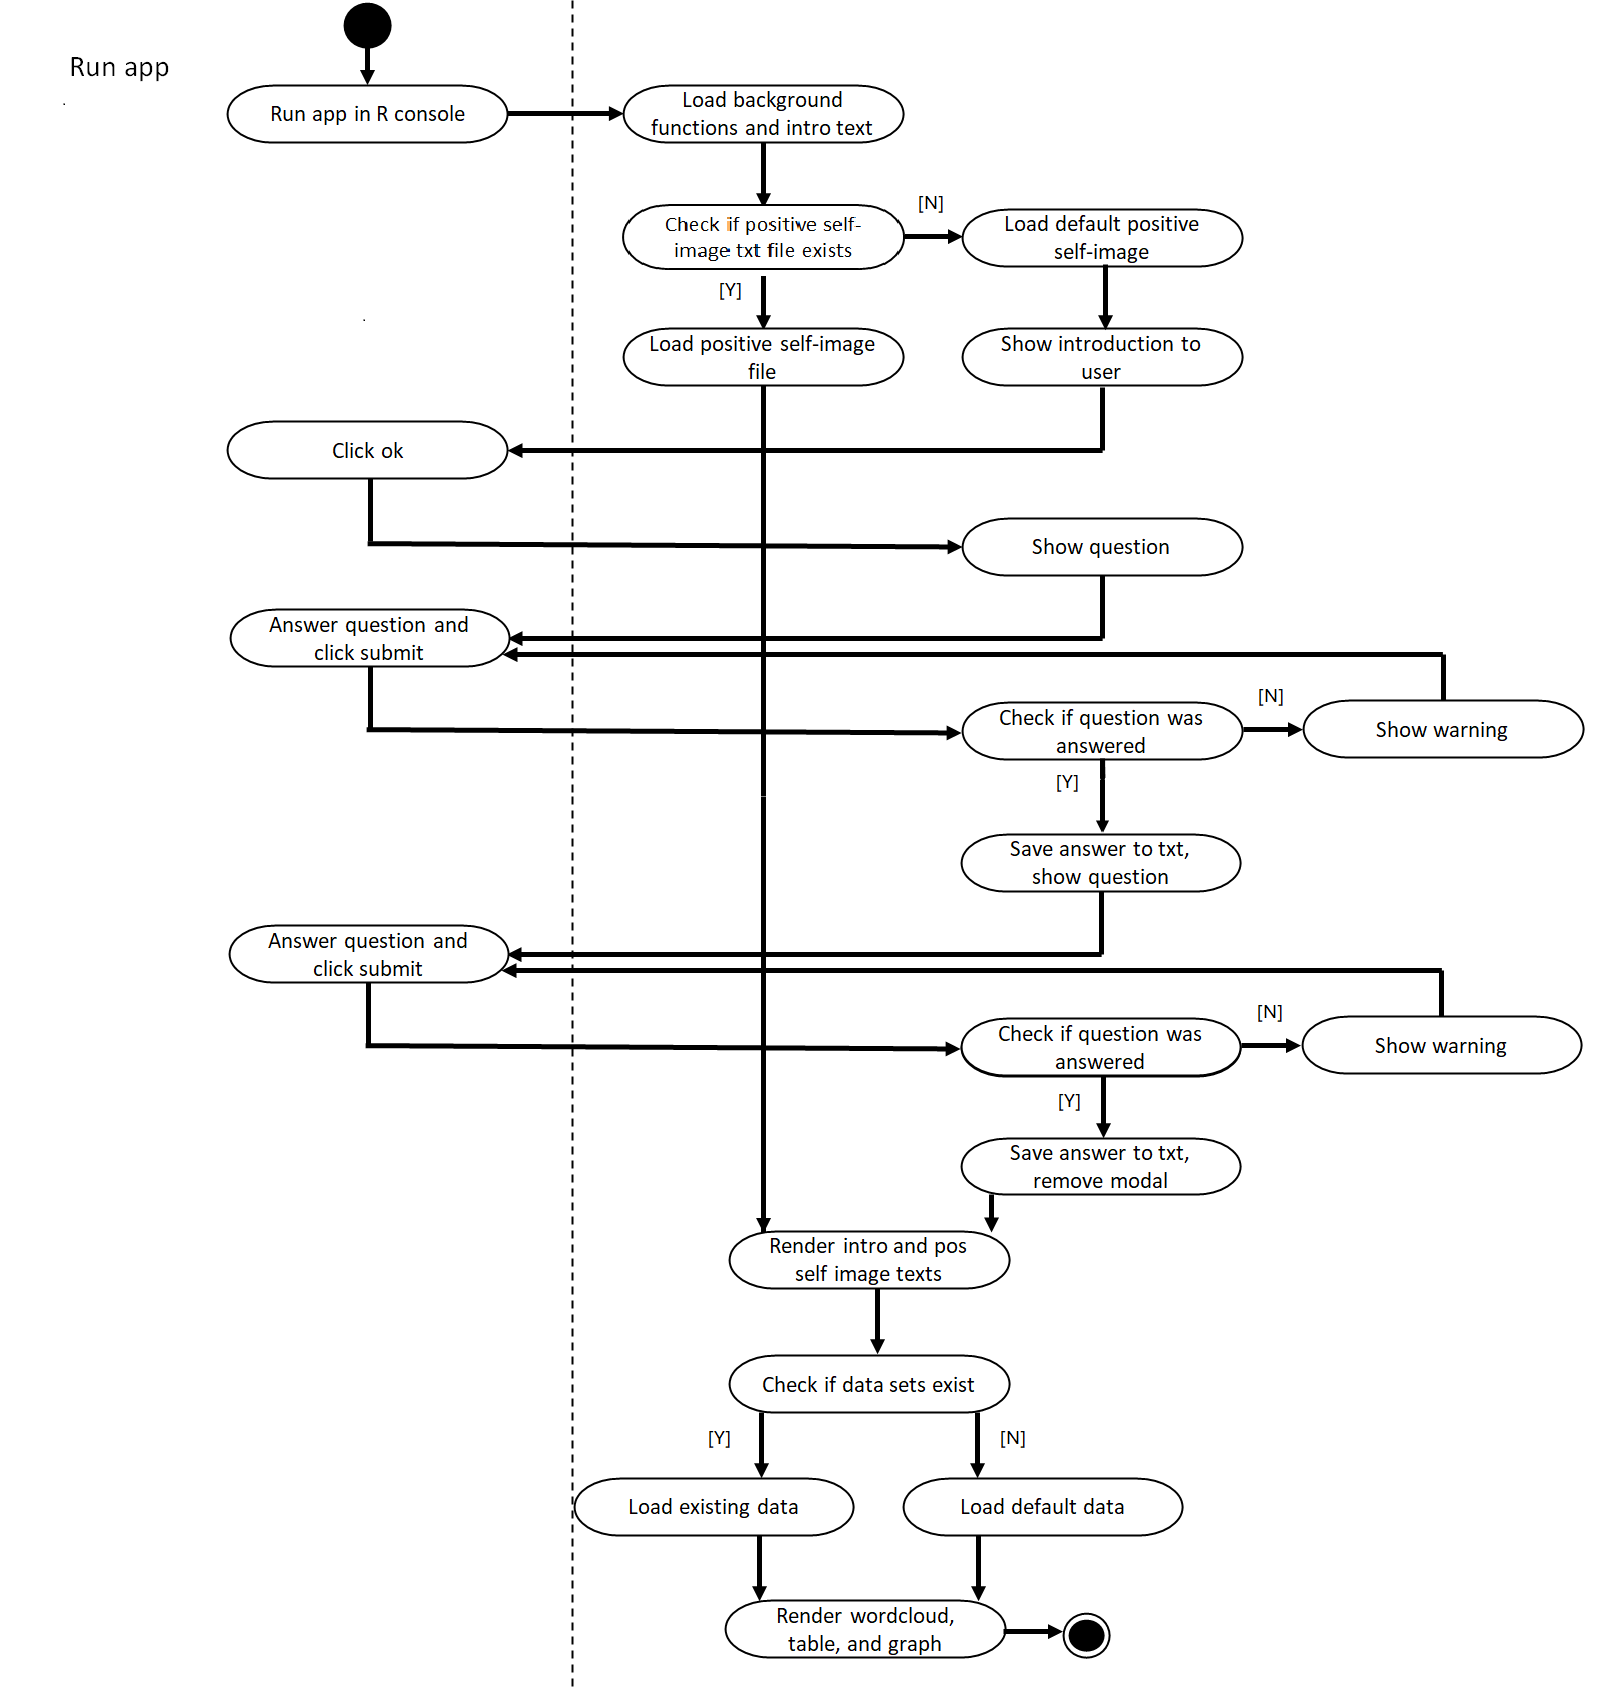 Run app
Run app in R console
Load background
functions and intro text
[N]
Check if positive self-
image txt file exists
Load default positive
self-image
[Y]
Load positive self-image
file
Show introduction to
user
Click ok
Show question
Answer question and
click submit
[N]
Check if question was
answered
Show warning
[Y]
Save answer to txt,
show question
Answer question and
click submit
[N]
Check if question was
answered
Show warning
[Y]
Save answer to txt,
remove modal
Render intro and pos
self image texts
Check if data sets exist
[Y]
[N]
Load existing data
Load default data
Render wordcloud,
table, and graph